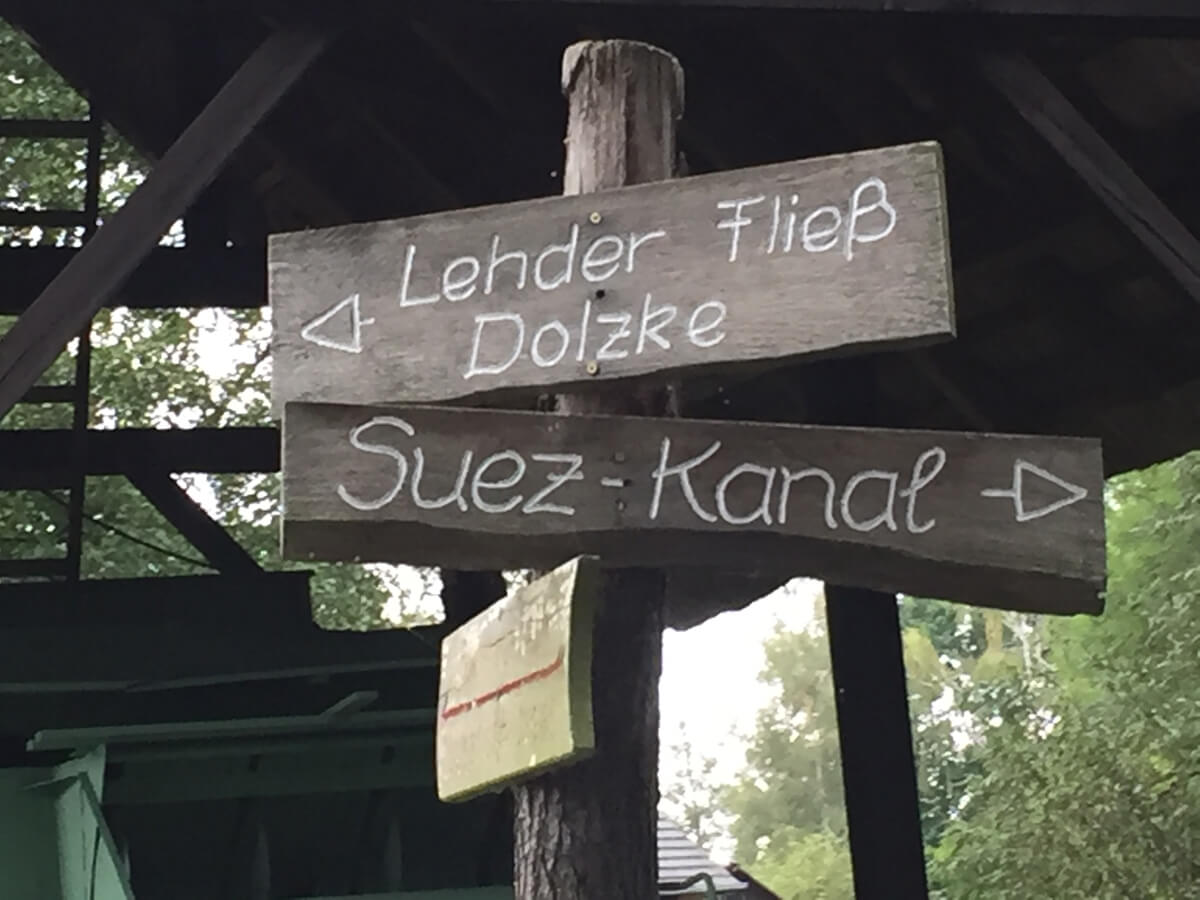 Lehder Fließ
Dolzke
Suez-Kanal